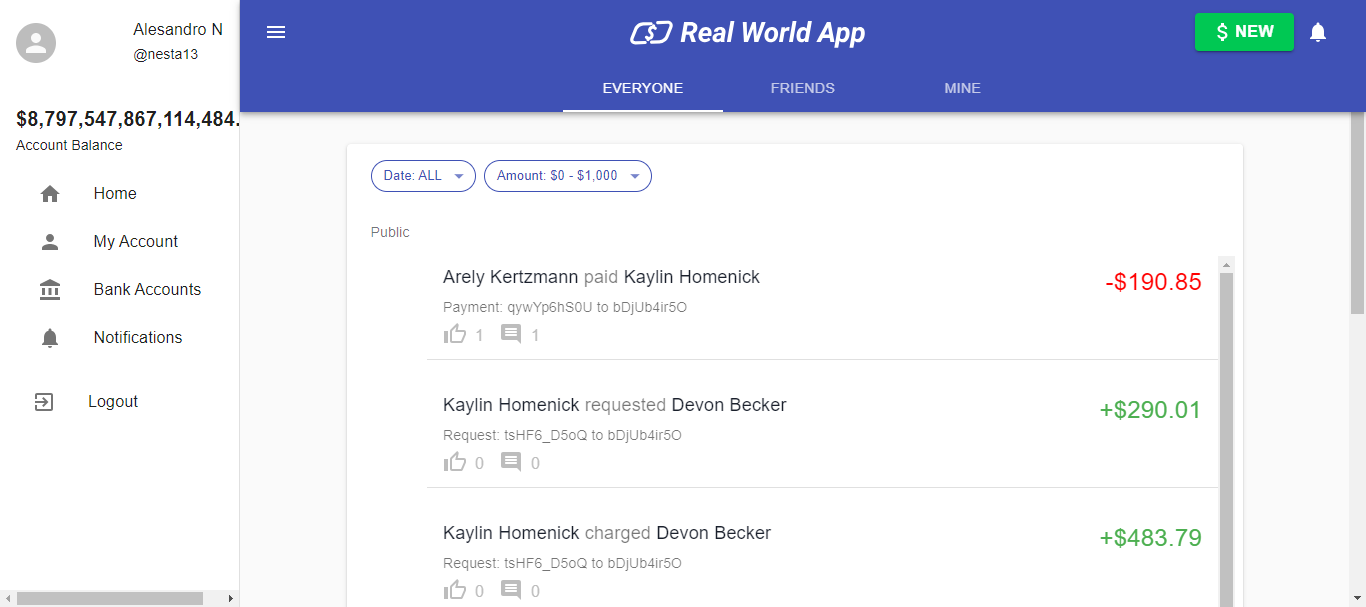 Alesandro N
@nesta13
$8,797,547,867,114,484.
Account Balance
Home
My Account
Bank Accounts
Notifications
Logout
Real World App
$ NEW
EVERYONE
FRIENDS
MINE
Date: ALL
Amount: $0 - $1,000
Public
Arely Kertzmann paid Kaylin Homenick
-$190.85
Payment: qywYp6hS0U to bDjUb4ir5O
1 1
Kaylin Homenick requested Devon Becker
+$290.01
Request: tsHF6_D5oQ to bDjUb4ir5O
0 0
Kaylin Homenick charged Devon Becker
+$483.79
Request: tsHF6_D5oQ to bDjUb4ir5O
0 0